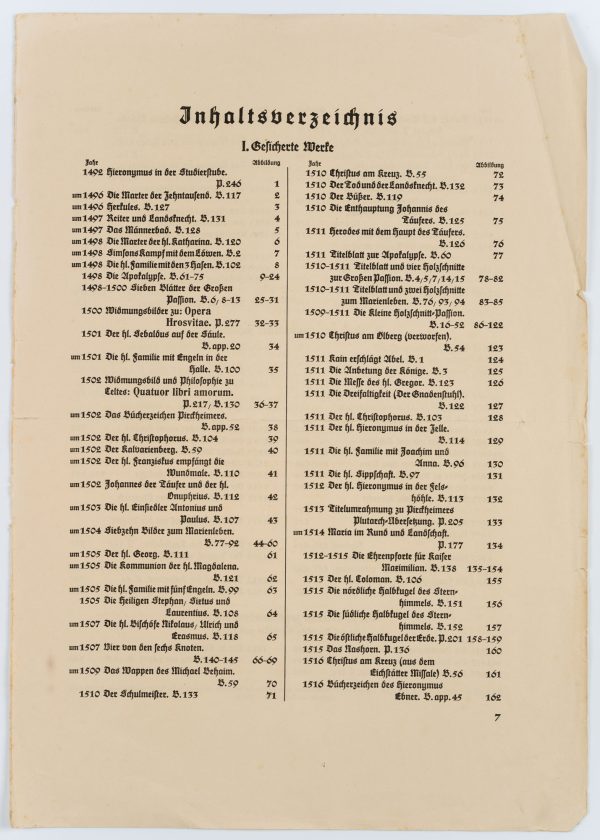 Inhaltsverzeichnis
I. Gesicherte Werke
Jahr Abbildung
1492 Hieronymus in der Studierstube.
P. 246 1
um 1496 Die Marter der Zehntausend. B. 117 2
um 1496 Herkules. B. 127 3
um 1497 Reiter und Landsknecht. B. 131 4
um 1497 Das Männerbad. B. 128 5
um 1498 Die Marter der hl. Katharina. B. 120 6
um 1498 Simsons Kampf mit dem Löwen. B. 2 7
um 1498 Die hl. Familie mit den 3 Hasen. B. 102 8
1498 Die Apokalypse. B. 61-75 9-24
1498-1500 Sieben Blätter der Großen
Passion. B. 6/8-13 25-31
1500 Widmungsbilder zu: Opera
Hrosvitae. P. 277 32-33
1501 Der hl. Sebaldus auf der Säule.
B. app. 20 34
um 1501 Die hl. Familie mit Engeln in der
Halle. B. 100 35
1502 Widmungsbild und Philosophie zu
Celtes: Quatuor libri amorum.
P. 217/ B. 130 36-37
um 1502 Das Bücherzeichen Pirckheimers.
B. app. 52 38
um 1502 Der hl. Christophorus. B. 104 39
um 1502 Der Kalvarienberg. B. 59 40
um 1502 Der hl. Franziskus empfängt die
Wundmale. B. 110 41
um 1502 Johannes der Täufer und der hl.
Onuphrius. B. 112 42
um 1503 Die hl. Einsiedler Antonius und
Paulus. B. 107 43
um 1504 Siebzehn Bilder zum Marienleben.
B. 77-92 44-60
um 1505 Der hl. Georg. B. 111 61
um 1505 Die Kommunion der hl. Magdalena.
B. 121 62
um 1505 Die hl. Familie mit fünf Engeln. B. 99 63
1505 Die Heiligen Stephan/ Sixtus und
Laurentius. B. 108 64
um 1507 Die hl. Bischöfe Nikolaus/ Ulrich und
Erasmus. B. 118 65
um 1507 Vier von den sechs Knoten.
B. 140-145 66-69
um 1509 Das Wappen des Michael Behaim.
B. 59 70
1510 Der Schulmeister. B. 133 71
Jahr Abbildung
1510 Christus am Kreuz. B. 55 72
1510 Der Tod und der Landsknecht. B. 132 73
1510 Der Büßer. B. 119 74
1510 Die Enthauptung Johannis des
Täufers. B. 125 75
1511 Herodes mit dem Haupt des Täufers.
B. 126 76
1511 Titelblatt zur Apokalypse. B. 60 77
1510-1511 Titelblatt und vier Holzschnitte
zur Großen Passion. B. 4/5/7/14/15 78-82
1510-1511 Titelblatt und zwei Holzschnitte
zum Marienleben. B. 76/93/94 83-85
1509-1511 Die Kleine Holzschnitt-Passion.
B. 16-52 86-122
um 1510 Christus am Ölberg (verworfen).
B. 54 123
1511 Kain erschlägt Abel. B. 1 124
1511 Die Anbetung der Könige. B. 3 125
1511 Die Messe des hl. Gregor. B. 123 126
1511 Die Dreifaltigkeit (Der Gnadenstuhl).
B. 122 127
1511 Der hl. Christophorus. B. 103 128
1511 Der hl. Hieronymus in der Zelle.
B. 114 129
1511 Die hl. Familie mit Joachim und
Anna. B. 96 130
1511 Die hl. Sippschaft. B. 97 131
1512 Der hl. Hieronymus in der Fels-
höhle. B. 113 132
1513 Titelumrahmung zu Pirckheimers
Plutarch-Übersetzung. P. 205 133
um 1514 Maria im Rund und Landschaft.
P. 177 134
1512-1515 Die Ehrenpforte für Kaiser
Maximilian. B. 138 135-154
1513 Der hl. Coloman. B. 106 155
1515 Die nördliche Halbkugel des Stern-
himmels. B. 151 156
1515 Die südliche Halbkugel des Stern-
himmels. B. 152 157
1515 Die östliche Halbkugel der Erde. P. 201 158-159
1515 Das Nashorn. P. 136 160
1516 Christus am Kreuz (aus dem
Eichstätter Missale) B. 56 161
1516 Bücherzeichen des Hieronymus
Ebner. B. app. 45 162
7